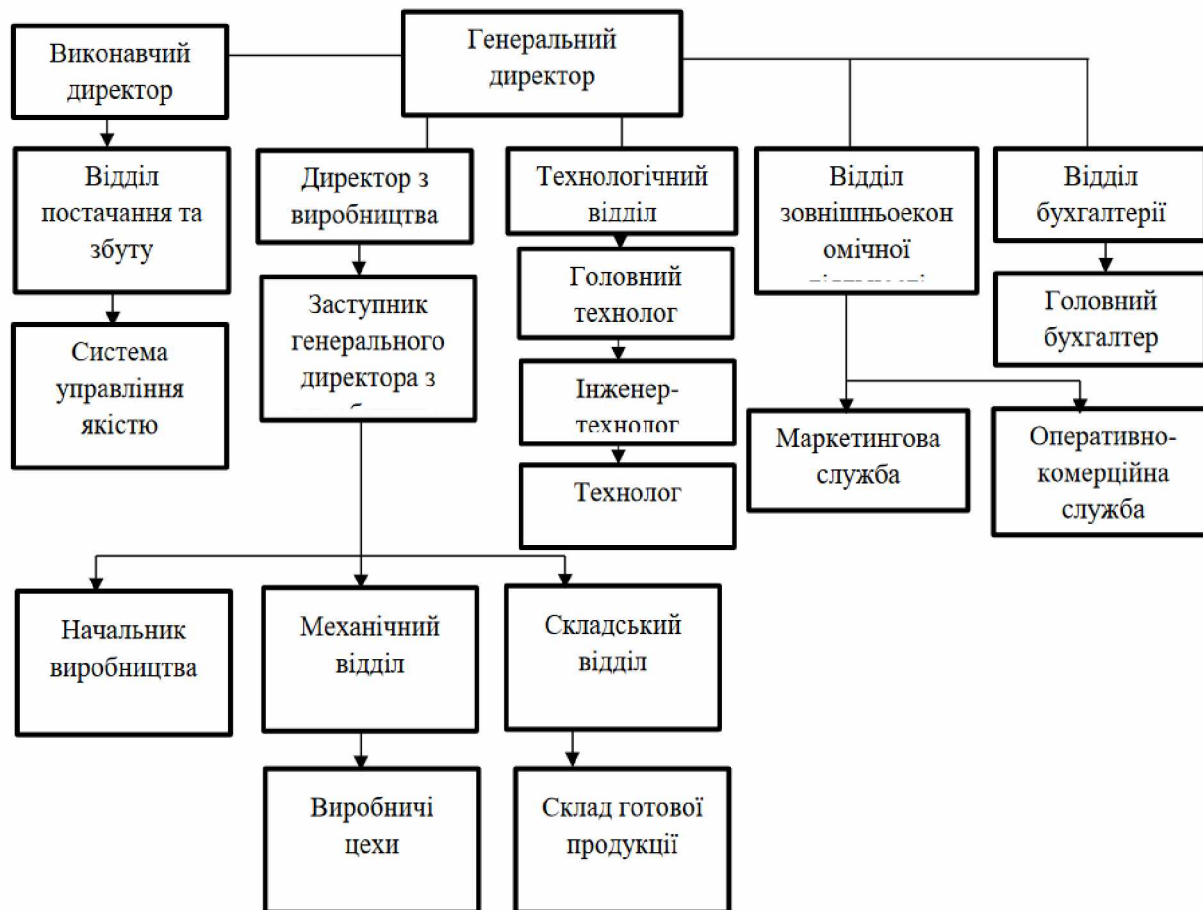 Виконавчий
директор
Генеральний
директор
Відділ
постачання та
збуту
Директор з
виробництва
Технологічний
відділ
Відділ
зовнішньоекон
омічної
Відділ
бухгалтерії
Система
управління
якістю
Заступник
генерального
директора з
Головний
технолог
Інженер-
технолог
Технолог
Головний
бухгалтер
Маркетингова
служба
Оперативно-
комерційна
служба
Начальник
виробництва
Механічний
відділ
Складський
відділ
Виробничі
цехи
Склад готової
продукції